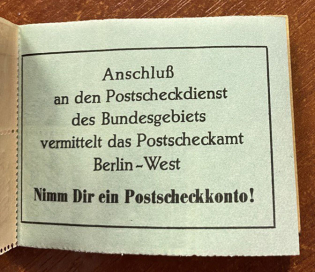 Anschluß
an den Postscheckdienst
des Bundesgebiets
vermittelt das Postscheckamt
Berlin-West
Nimm Dir ein Postscheckkonto!